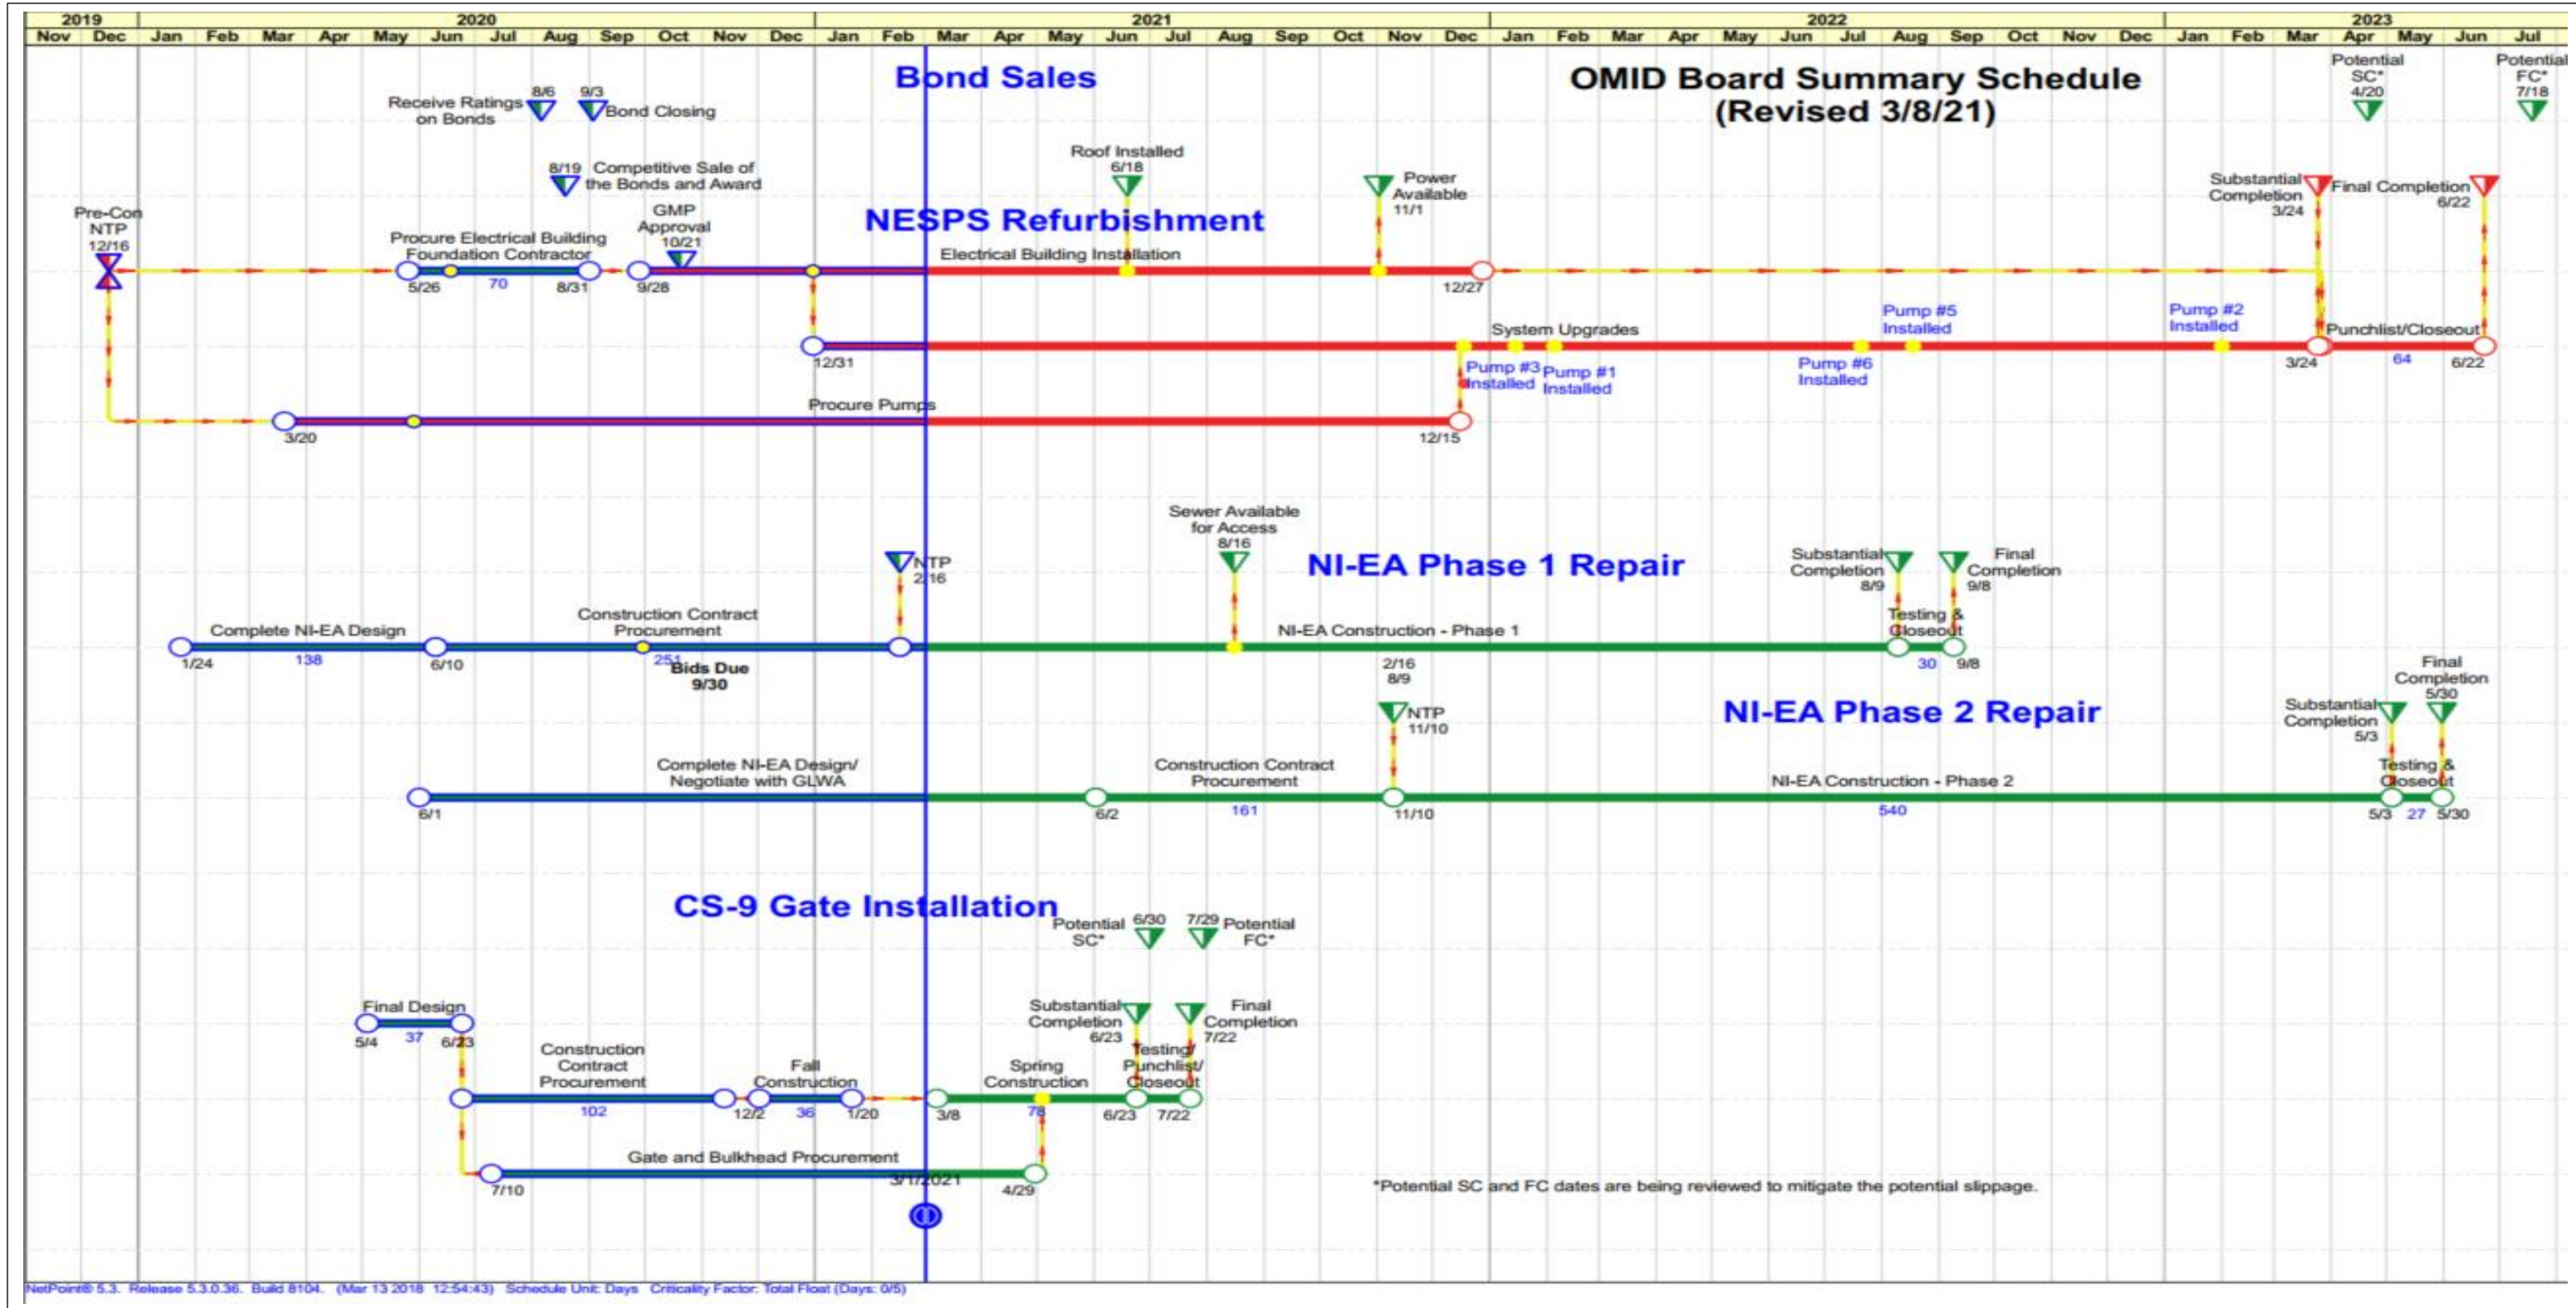 2019 2020 2021 2022 2023
Nov Dec Jan Feb Mar Apr May Jun Jul Aug Sep Oct Nov Dec Jan Feb Mar Apr May Jun Jul Aug Sep Oct Nov Dec Jan Feb Mar Apr May Jun Jul Aug Sep Oct Nov Dec Jan Feb Mar Apr May Jun Jul
Bond Sales
OMID Board Summary Schedule
(Revised 3/8/21)
Potential
SC*
4/20
Potential
FC*
7/18
Receive Ratings
on Bonds
8/6
9/3
Bond Closing
8/19
Competitive Sale of
the Bonds and Award
NESPS Refurbishment
Pre-Con
NTP
12/16
Procure Electrical Building
Foundation Contractor
5/26
70
8/31
GMP
Approval
10/21
9/28
Electrical Building Installation
Roof Installed
6/18
Power
Available
11/1
12/27
Substantial
Completion
3/24
Final Completion
6/22
12/31
System Upgrades
Pump #3
Installed
Pump #1
Installed
Pump #6
Installed
Pump #5
Installed
Pump #2
Installed
3/24
Punchlist/Closeout
64
6/22
Procure Pumps
3/20
12/15
NI-EA Phase 1 Repair
NTP
2/16
Sewer Available
for Access
8/16
Substantial
Completion
8/9
Final
Completion
9/8
Complete NI-EA Design
1/24
138
6/10
Construction Contract
Procurement
251
Bids Due
9/30
NI-EA Construction - Phase 1
2/16
8/9
Testing &
Closeout
30
9/8
NI-EA Phase 2 Repair
NTP
11/10
Substantial
Completion
5/3
Final
Completion
5/30
Complete NI-EA Design/
Negotiate with GLWA
6/1
6/2
Construction Contract
Procurement
161
11/10
NI-EA Construction - Phase 2
540
Testing &
Closeout
5/3
27
5/30
CS-9 Gate Installation
Potential
SC*
6/30
7/29
Potential
FC*
Final Design
5/4
37
6/23
Substantial
Completion
6/23
Final
Completion
7/22
Construction
Contract
Procurement
102
12/2
Fall
Construction
36
1/20
3/8
Spring
Construction
78
6/23
Testing/
Punchlist/
Closeout
7/22
Gate and Bulkhead Procurement
7/10
3/1/2021
4/29
*Potential SC and FC dates are being reviewed to mitigate the potential slippage.
NetPoint® 5.3. Release 5.3.0.36. Build 8104. (Mar 13 2018 12:54:43) Schedule Unit: Days Criticality Factor: Total Float (Days: 0/5)